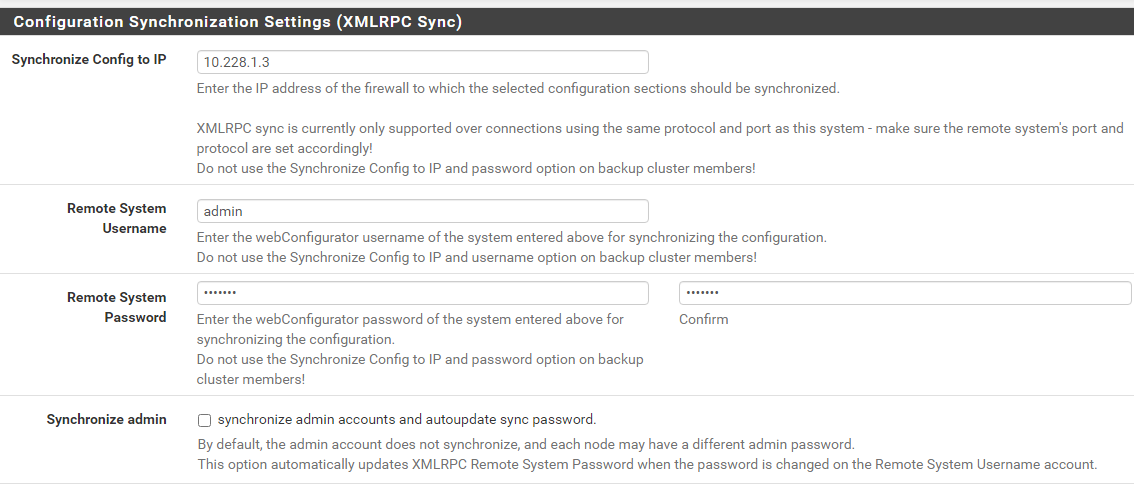 Configuration Synchronization Settings (XMLRPC Sync)
Synchronize Config to IP
10.228.1.3
Enter the IP address of the firewall to which the selected configuration sections should be synchronized.
XMLRPC sync is currently only supported over connections using the same protocol and port as this system - make sure the remote system's port and
protocol are set accordingly!
Do not use the Synchronize Config to IP and password option on backup cluster members!
Remote System
Username
admin
Enter the webConfigurator username of the system entered above for synchronizing the configuration.
Do not use the Synchronize Config to IP and username option on backup cluster members!
Remote System
Password
•••••••
Enter the webConfigurator password of the system entered above for
synchronizing the configuration.
Do not use the Synchronize Config to IP and password option on backup
cluster members!
•••••••
Confirm
Synchronize admin
synchronize admin accounts and autoupdate sync password.
By default, the admin account does not synchronize, and each node may have a different admin password.
This option automatically updates XMLRPC Remote System Password when the password is changed on the Remote System Username account.